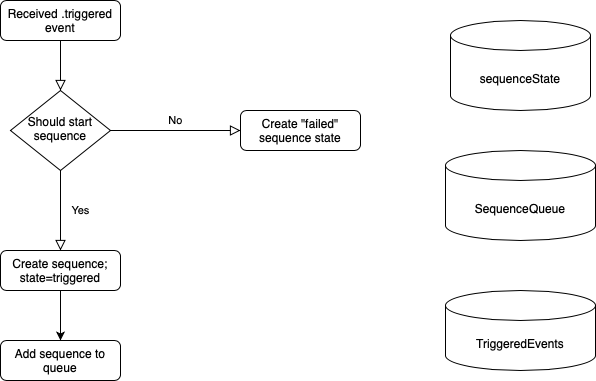 Received .triggered
event
Should start
sequence
No
Create "failed"
sequence state
Yes
Create sequence;
state=triggered
Add sequence to
queue
sequenceState
SequenceQueue
TriggeredEvents